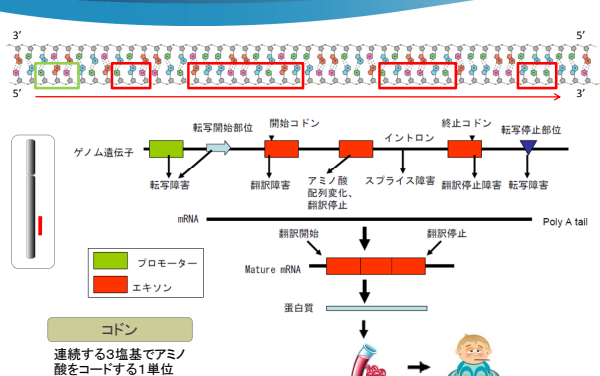 3’ 5’
5’ 3’
転写開始部位 開始コドン 終止コドン 転写停止部位
イントロン
ゲノム遺伝子
転写障害 翻訳障害 アミノ酸 スプライス障害 翻訳停止障害 転写障害
配列変化、
翻訳停止
mRNA Poly A tail
翻訳開始 翻訳停止
プロモーター
Mature mRNA
エキソン
蛋白質
コドン
連続する3塩基でアミノ
酸をコードする1単位